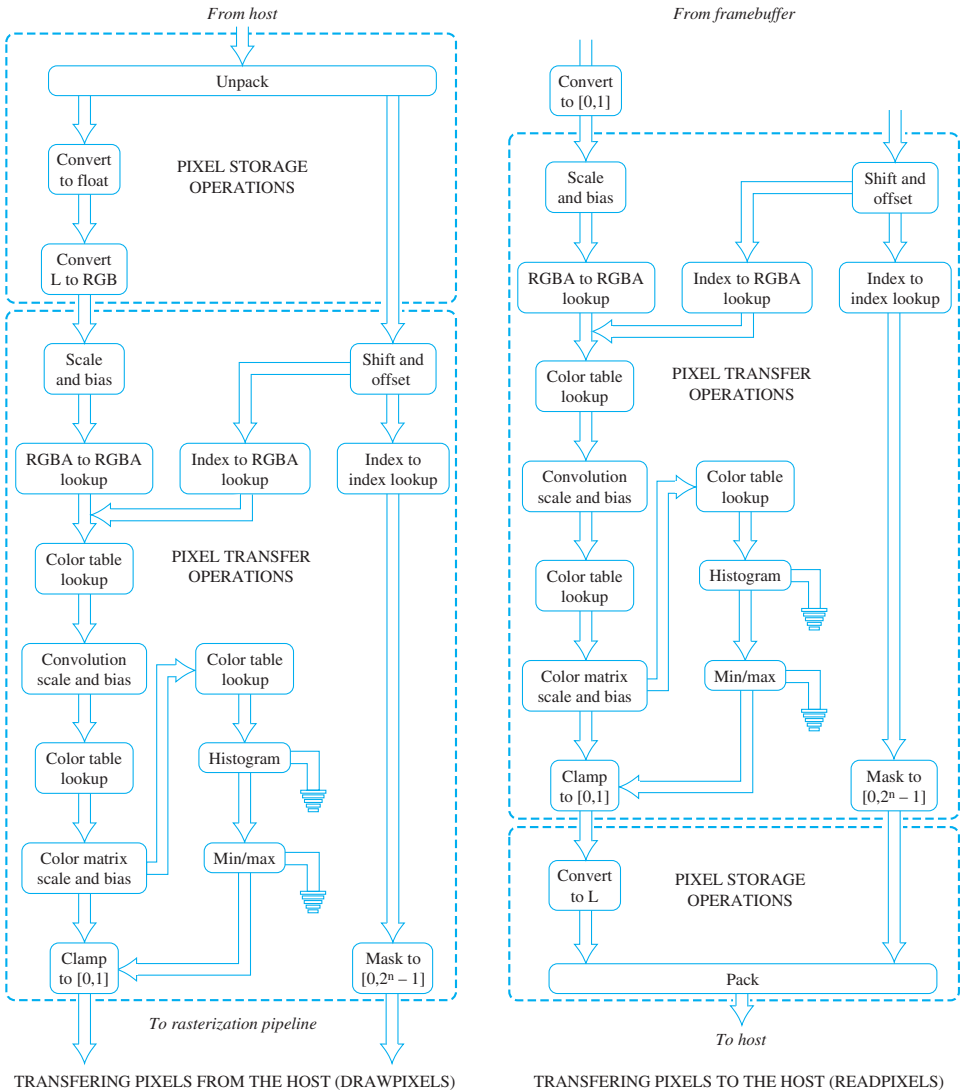 From host
Unpack
Convert
to float
PIXEL STORAGE
OPERATIONS
Convert
L to RGB
Scale
and bias
Shift and
offset
RGBA to RGBA
lookup
Index to RGBA
lookup
Index to
index lookup
Color table
lookup
PIXEL TRANSFER
OPERATIONS
Convolution
scale and bias
Color table
lookup
Color table
lookup
Histogram
Color matrix
scale and bias
Min/max
Clamp
to [0,1]
Mask to
[0,2ⁿ – 1]
To rasterization pipeline
TRANSFERING PIXELS FROM THE HOST (DRAWPIXELS)
From framebuffer
Convert
to [0,1]
Scale
and bias
Shift and
offset
RGBA to RGBA
lookup
Index to RGBA
lookup
Index to
index lookup
Color table
lookup
PIXEL TRANSFER
OPERATIONS
Convolution
scale and bias
Color table
lookup
Color table
lookup
Histogram
Color matrix
scale and bias
Min/max
Clamp
to [0,1]
Mask to
[0,2ⁿ – 1]
Convert
to L
PIXEL STORAGE
OPERATIONS
Pack
To host
TRANSFERING PIXELS TO THE HOST (READPIXELS)